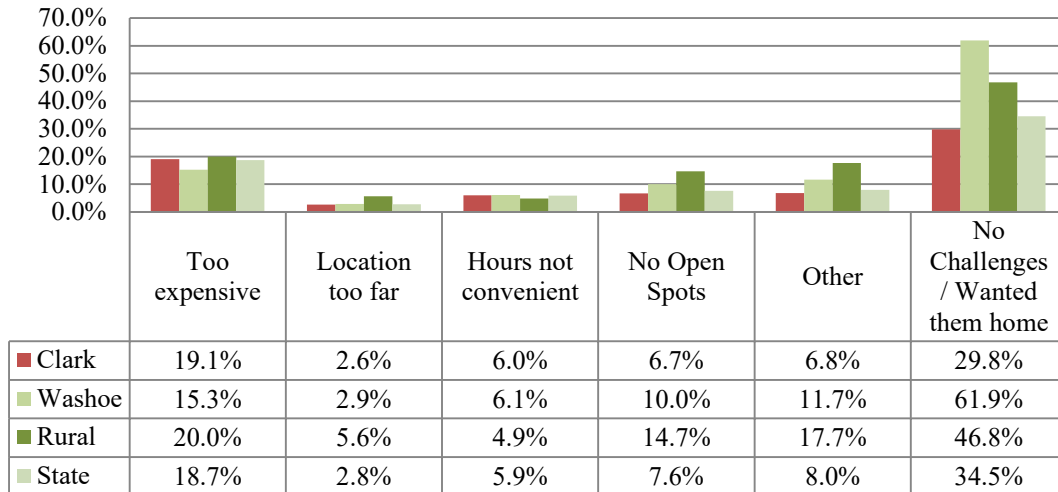 70.0%
60.0%
50.0%
40.0%
30.0%
20.0%
10.0%
0.0%
Too
expensive
Location
too far
Hours not
convenient
No Open
Spots
Other
No
Challenges
/ Wanted
them home
Clark 19.1% 2.6% 6.0% 6.7% 6.8% 29.8%
Washoe 15.3% 2.9% 6.1% 10.0% 11.7% 61.9%
Rural 20.0% 5.6% 4.9% 14.7% 17.7% 46.8%
State 18.7% 2.8% 5.9% 7.6% 8.0% 34.5%